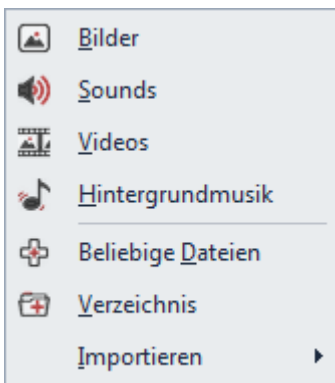 Bilder
Sounds
Videos
Hintergrundmusik
Beliebige Dateien
Verzeichnis
Importieren